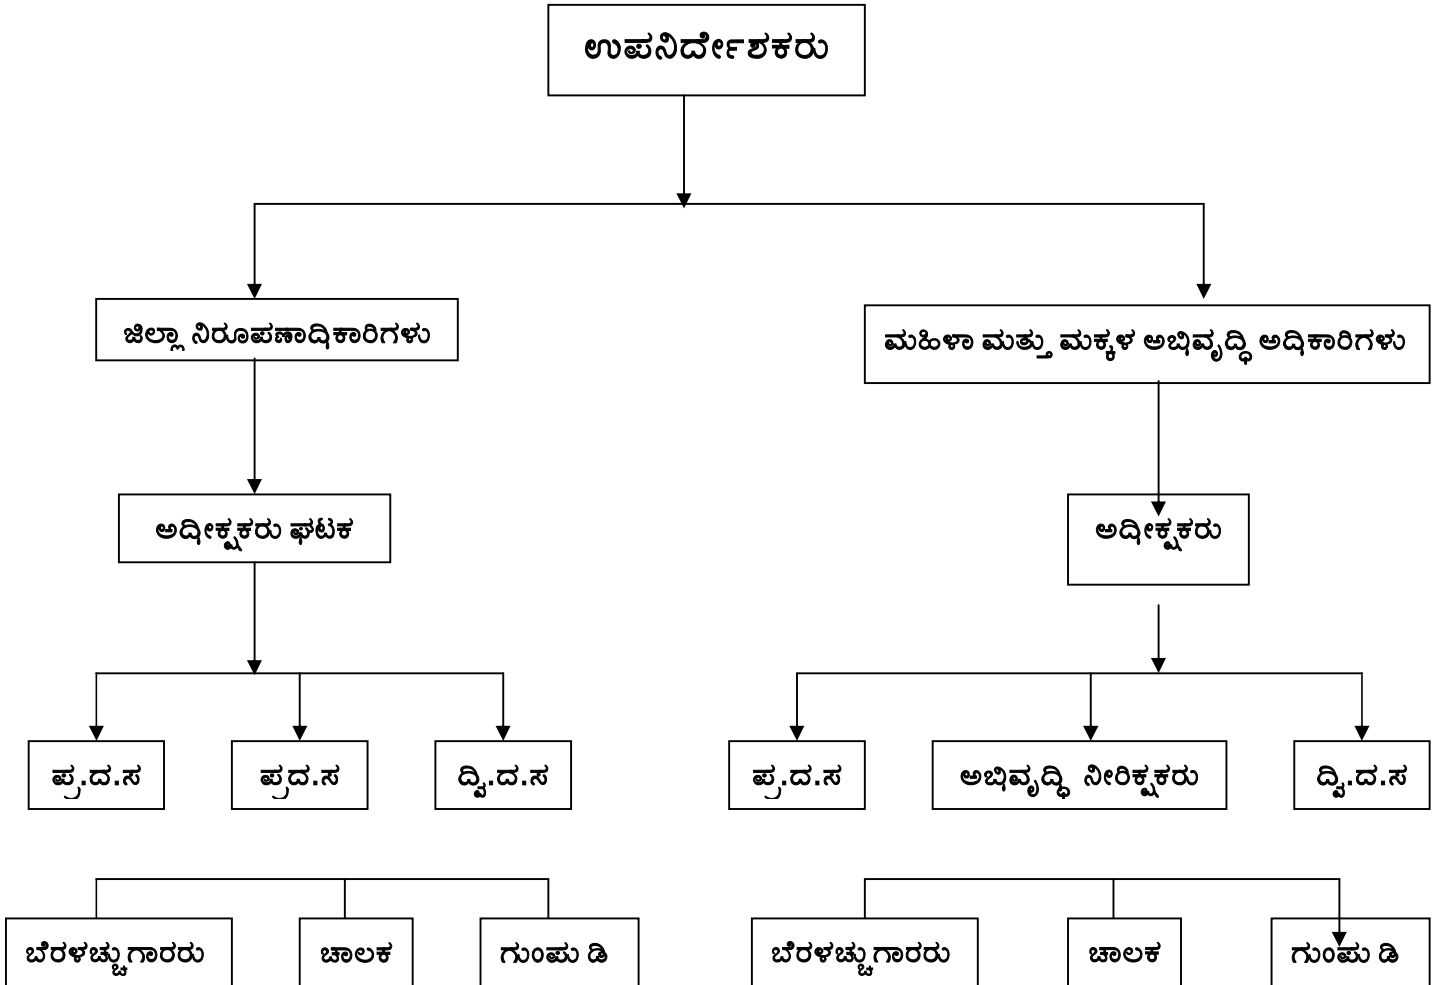 ಉಪನಿರ್ದೇಶಕರು
ಜಿಲ್ಲಾ ನಿರೂಪಣಾಧಿಕಾರಿಗಳು
ಮಹಿಳಾ ಮತ್ತು ಮಕ್ಕಳ ಅಭಿವೃದ್ಧಿ ಅಧಿಕಾರಿಗಳು
ಅಧೀಕ್ಷಕರು ಘಟಕ
ಅಧೀಕ್ಷಕರು
ಪ್ರ.ದ.ಸ
ಪ್ರದ.ಸ
ದ್ವಿ.ದ.ಸ
ಪ್ರ.ದ.ಸ
ಅಭಿವೃದ್ಧಿ ನೀರಿಕ್ಷಕರು
ದ್ವಿ.ದ.ಸ
ಬೆರಳಚ್ಚುಗಾರರು
ಚಾಲಕ
ಗುಂಪು ಡಿ
ಬೆರಳಚ್ಚುಗಾರರು
ಚಾಲಕ
ಗುಂಪು ಡಿ